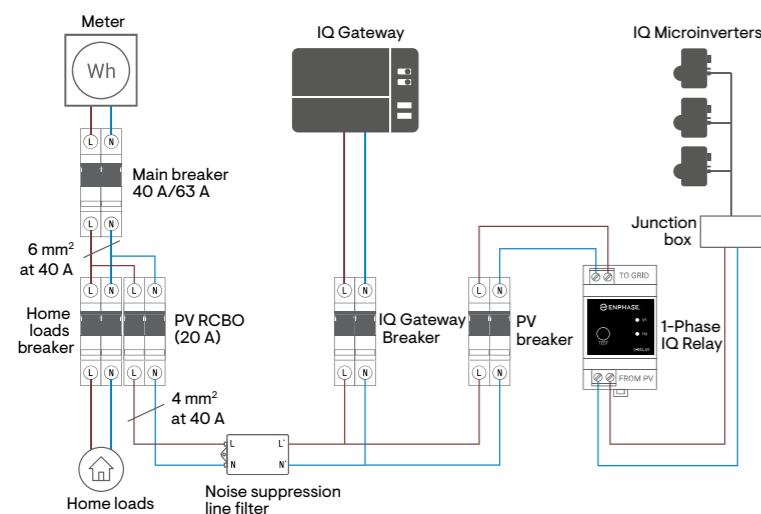 Meter
IQ Gateway
IQ Microinverters
Wh
L N
Main breaker
40 A/63 A
L N
6 mm²
at 40 A
Junction
box
L N L N
L N
L N
TO GRID
Home
loads
breaker
PV RCBO
(20 A)
IQ Gateway
Breaker
PV
breaker
ENPHASE
TEST
1-Phase
IQ Relay
L N L N
L N
L N
FROM PV
4 mm²
at 40 A
L L'
N N'
Home loads
Noise suppression
line filter